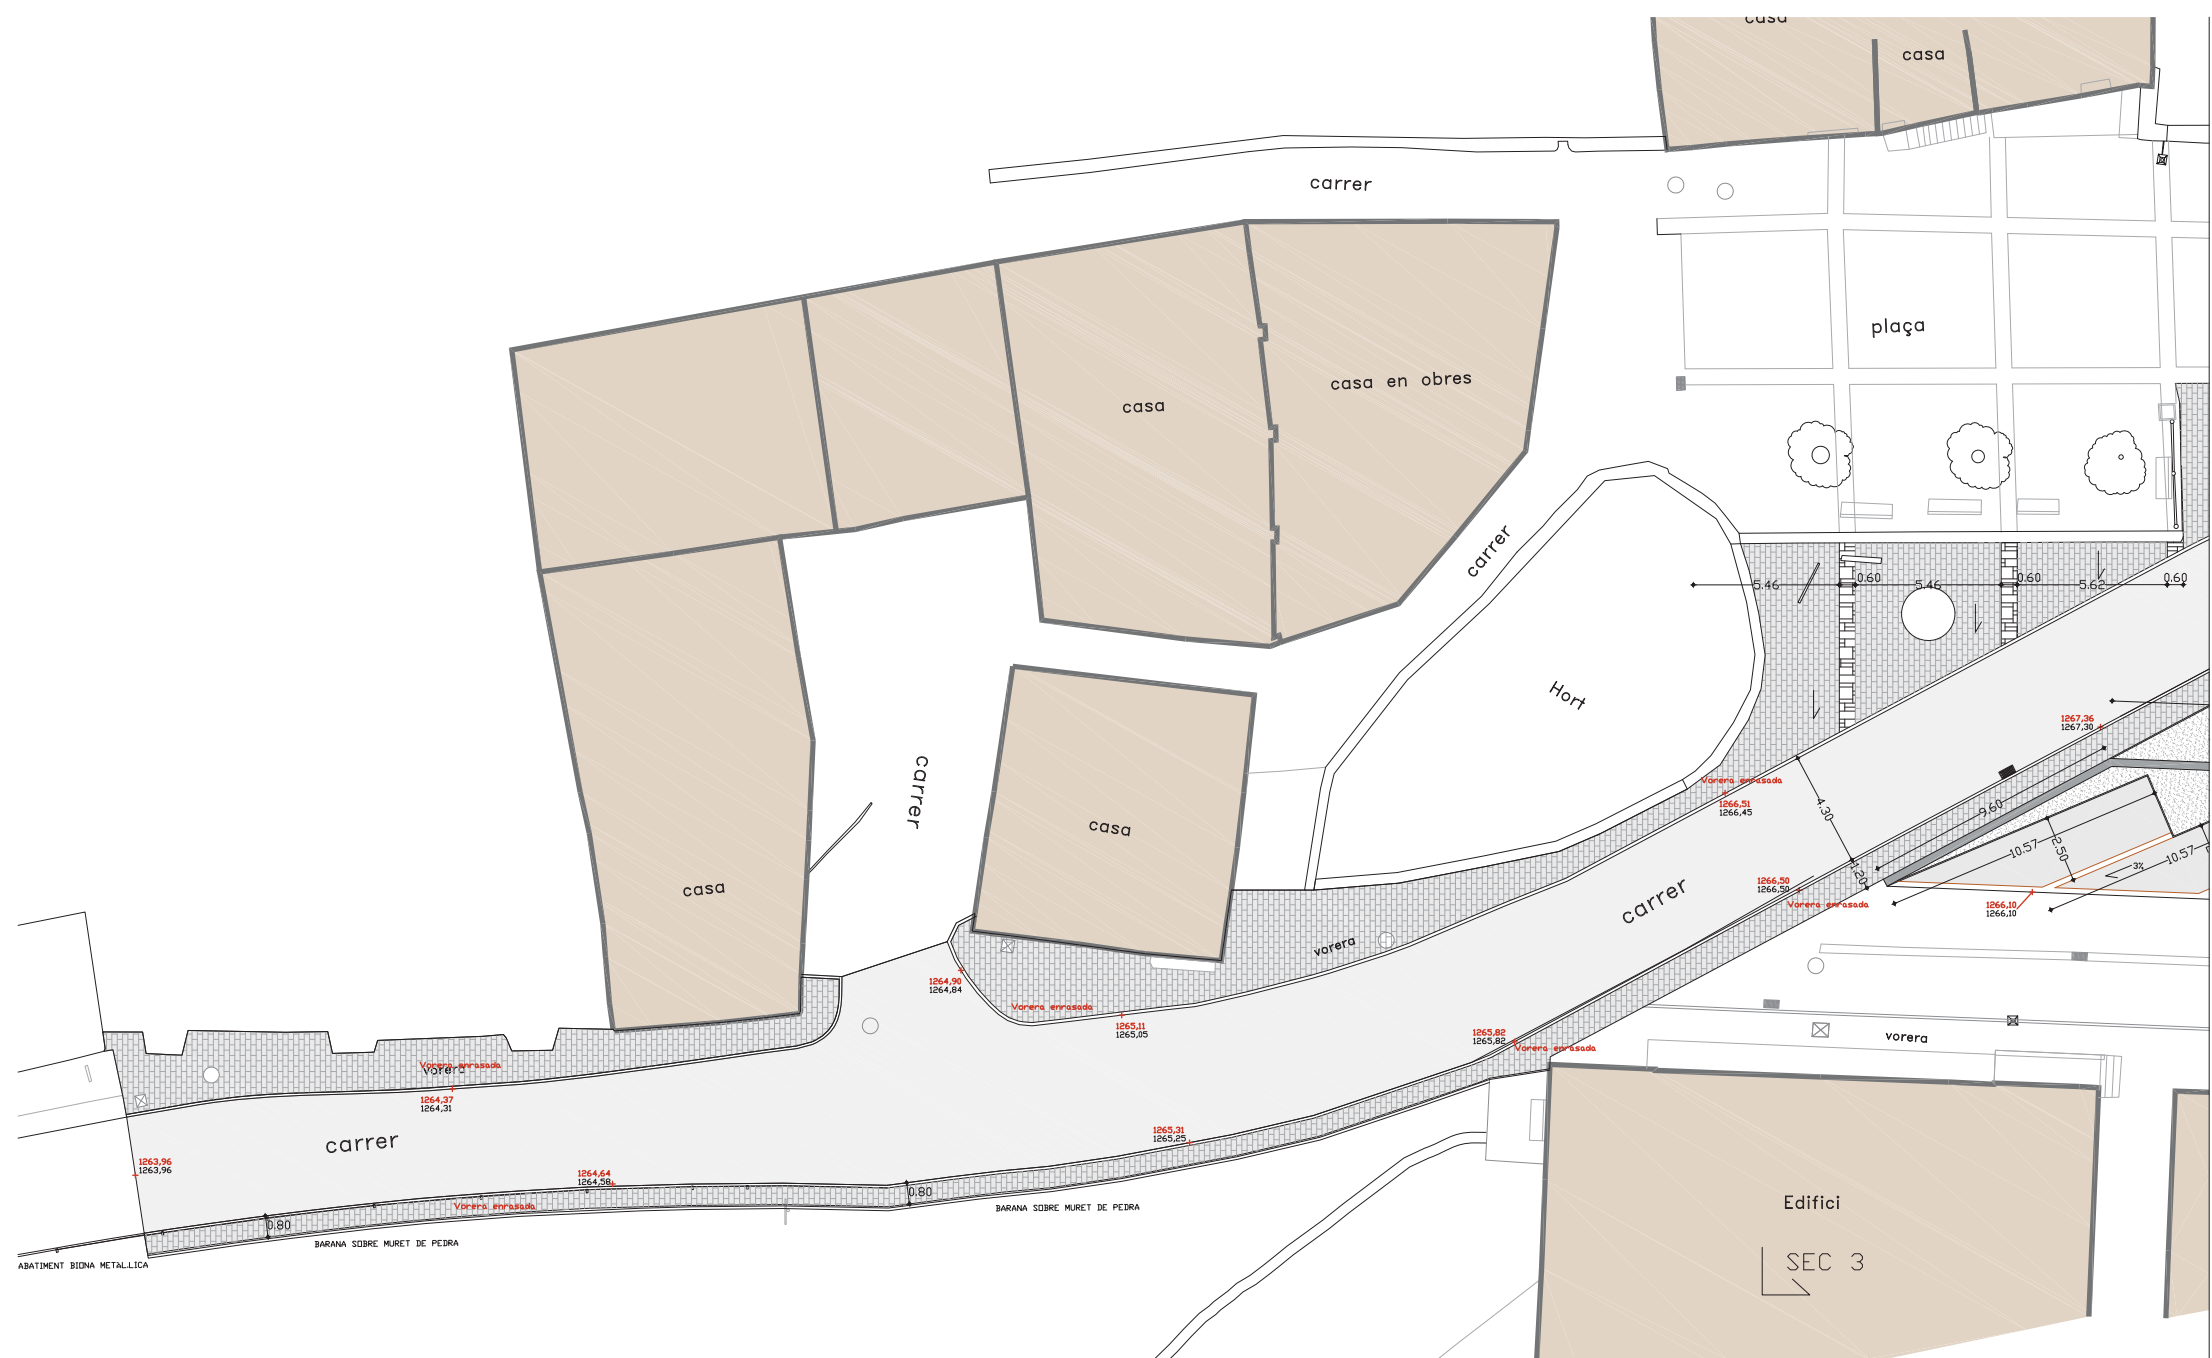 casa
casa
carrer
plaça
casa en obres
casa
carrer
5.46
0.60
5.46
0.60
5.62
0.60
Hort
1267,36
1267,30
carrer
Vorera enrasada
1266,51
1266,45
4.30
9.60
casa
10.57
2.50
10.57
3%
1.20
casa
1266,50
1266,50
Vorera enrasada
carrer
1266,10
1266,10
vorera
1264,90
1264,84
Vorera enrasada
1265,11
1265,05
1265,82
1265,82
Vorera enrasada
vorera
Vorera enrasada
vorera
1264,37
1264,31
carrer
1265,31
1265,25
1263,96
1263,96
1264,64
1264,58
0.80
Edifici
Vorera enrasada
BARANA SOBRE MURET DE PEDRA
0.80
BARANA SOBRE MURET DE PEDRA
ABATIMENT BIONA METAL.LICA
SEC 3